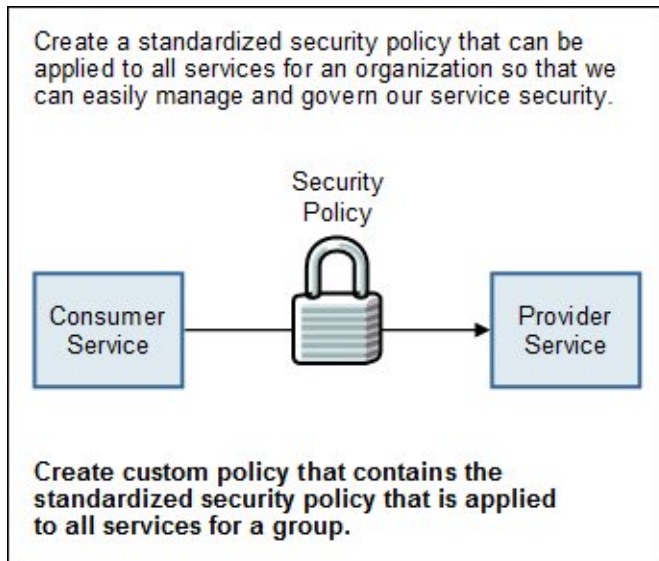 Create a standardized security policy that can be
applied to all services for an organization so that we
can easily manage and govern our service security.
Security
Policy
Consumer
Service
Provider
Service
Create custom policy that contains the
standardized security policy that is applied
to all services for a group.